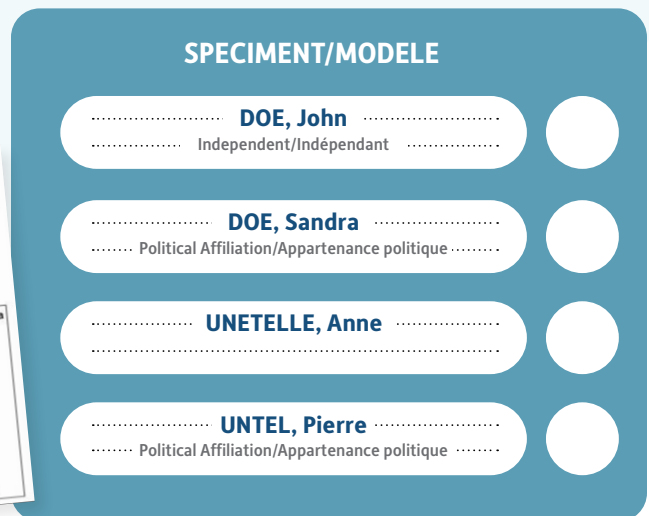 SPECIMENT/MODELE
DOE, John
Independent/Indépendant
DOE, Sandra
Political Affiliation/Appartenance politique
UNETELLE, Anne
UNTEL, Pierre
Political Affiliation/Appartenance politique